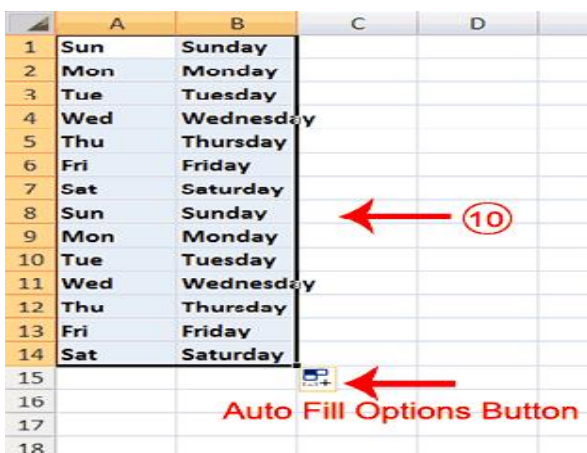 A B C D
1 Sun Sunday
2 Mon Monday
3 Tue Tuesday
4 Wed Wednesday
5 Thu Thursday
6 Fri Friday
7 Sat Saturday
8 Sun Sunday 10
9 Mon Monday
10 Tue Tuesday
11 Wed Wednesday
12 Thu Thursday
13 Fri Friday
14 Sat Saturday
15
16 Auto Fill Options Button
17
18